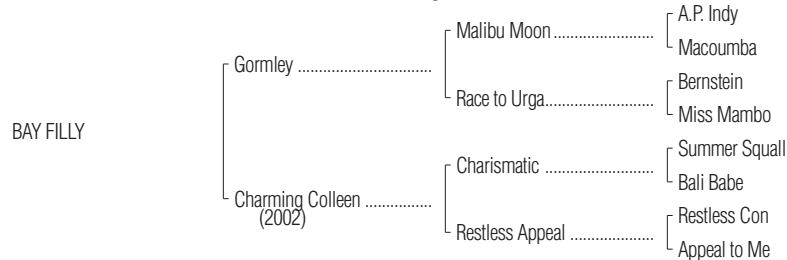 A.P. Indy
Malibu Moon ........................
Macoumba
Gormley ................................
Bernstein
Race to Urga..........................
Miss Mambo
BAY FILLY
Summer Squall
Charismatic ..........................
Bali Babe
Charming Colleen ................
(2002)
Restless Con
Restless Appeal ...................
Appeal to Me